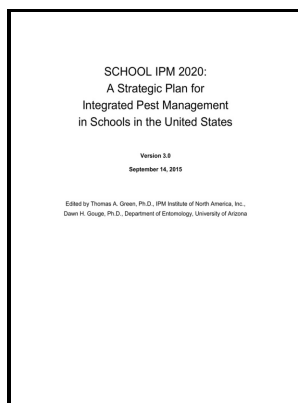 SCHOOL IPM 2020:
A Strategic Plan for
Integrated Pest Management
in Schools in the United States
Version 3.0
September 14, 2015
Edited by Thomas A. Green, Ph.D., IPM Institute of North America, Inc.,
Dawn H. Gouge, Ph.D., Department of Entomology, University of Arizona